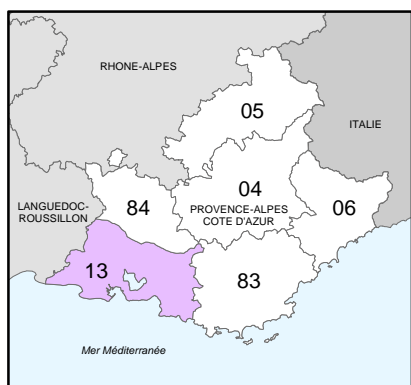 RHONE-ALPES
05
ITALIE
LANGUEDOC-
ROUSSILLON
84
04
PROVENCE-ALPES
COTE D'AZUR
06
13
83
Mer Méditerranée